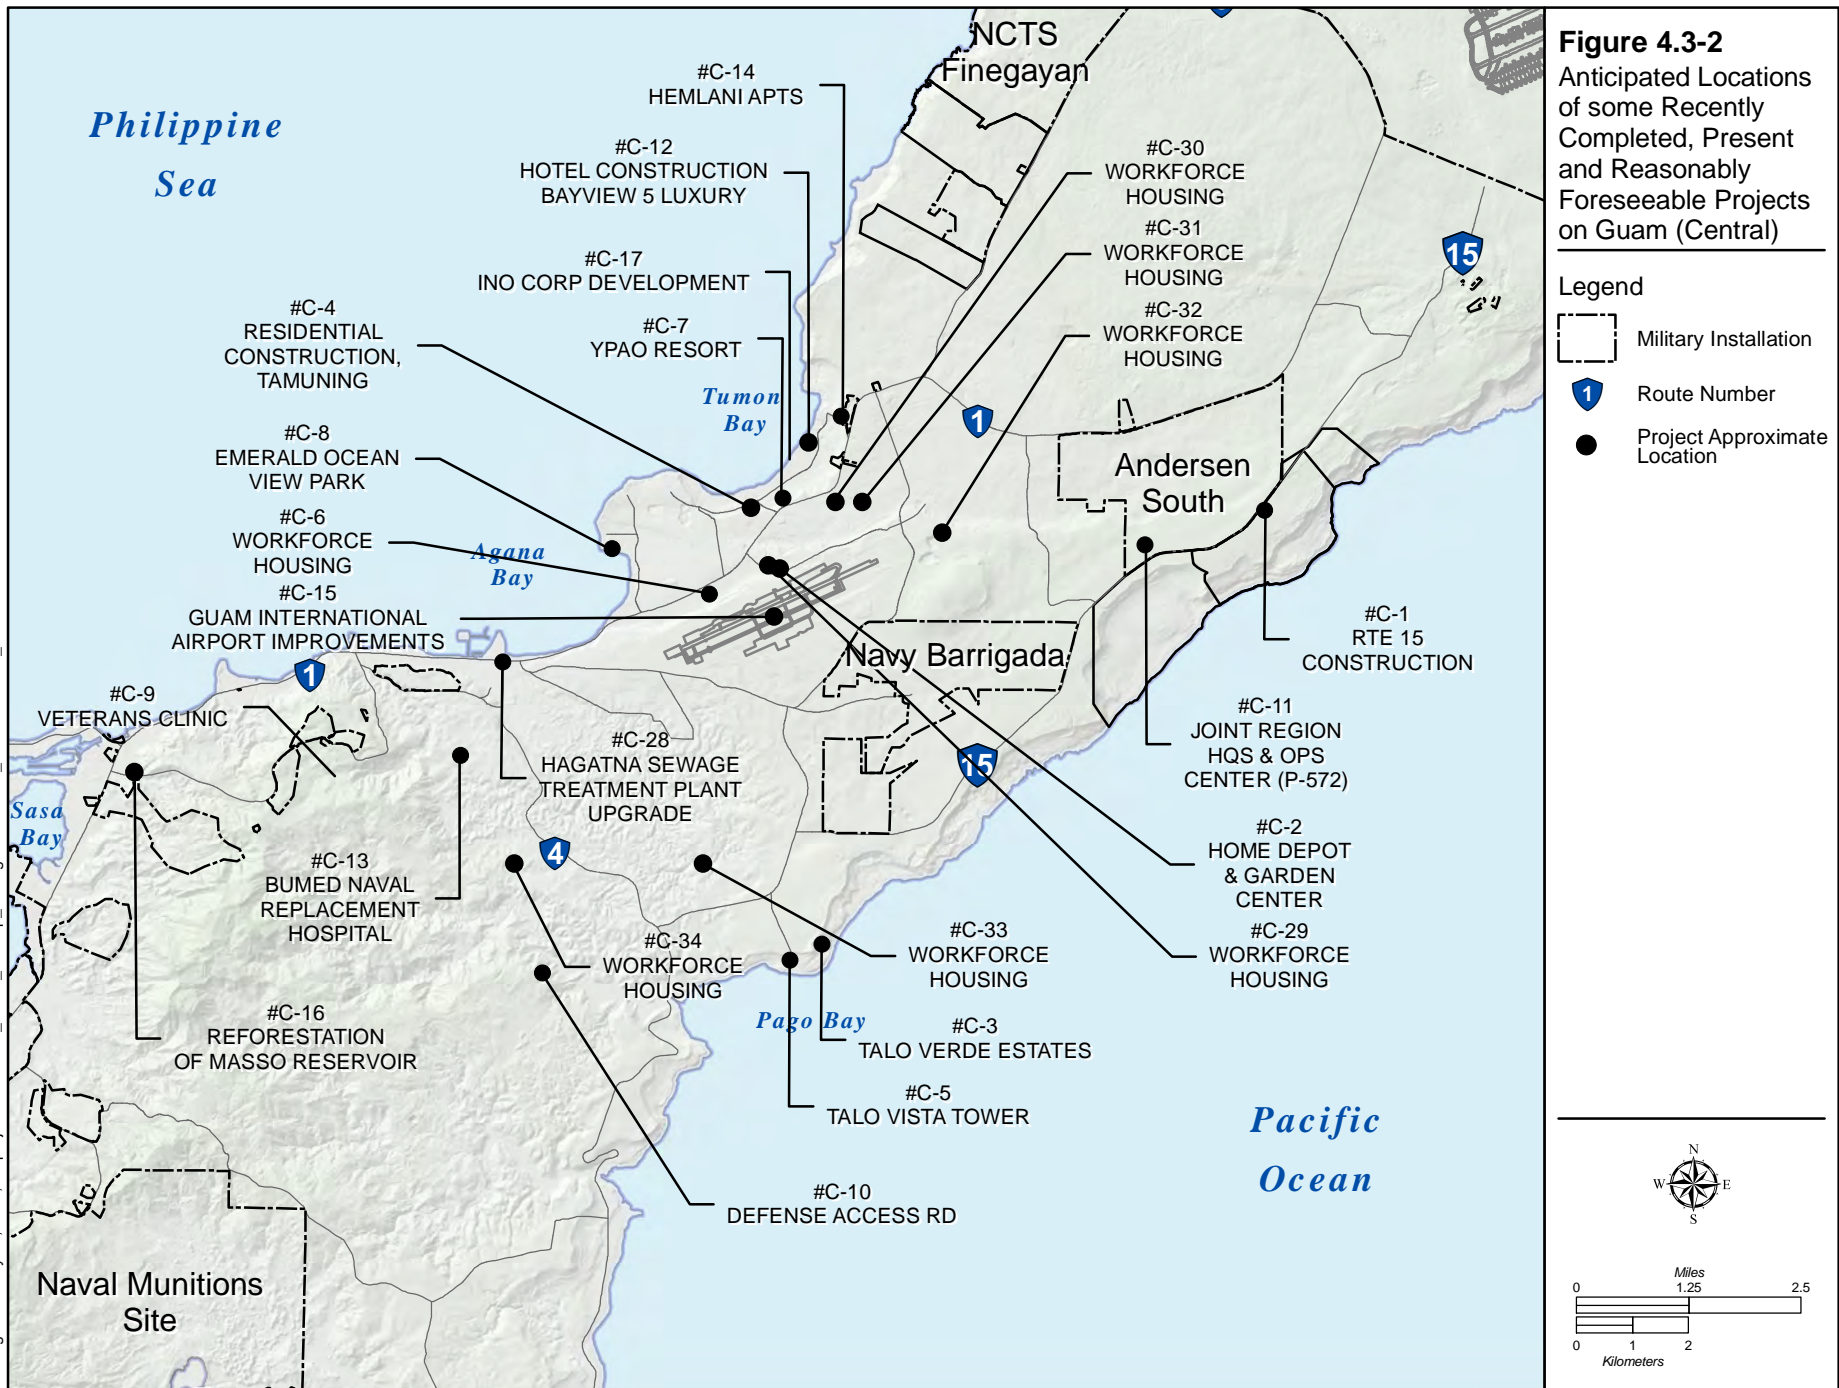 NCTS
Finegayan
#C-14
HEMLANI APTS
Philippine
Sea
#C-12
HOTEL CONSTRUCTION
BAYVIEW 5 LUXURY
#C-30
WORKFORCE
HOUSING
#C-17
INO CORP DEVELOPMENT
#C-31
WORKFORCE
HOUSING
15
#C-4
RESIDENTIAL
CONSTRUCTION,
TAMUNING
#C-7
YPAO RESORT
#C-32
WORKFORCE
HOUSING
Tumon
Bay
1
#C-8
EMERALD OCEAN
VIEW PARK
Andersen
South
#C-6
WORKFORCE
HOUSING
Agana
Bay
#C-15
GUAM INTERNATIONAL
AIRPORT IMPROVEMENTS
#C-1
RTE 15
CONSTRUCTION
Navy Barrigada
1
#C-9
VETERANS CLINIC
#C-28
HAGATNA SEWAGE
TREATMENT PLANT
UPGRADE
15
#C-11
JOINT REGION
HQS & OPS
CENTER (P-572)
Sasa
Bay
4
#C-2
HOME DEPOT
& GARDEN
CENTER
#C-13
BUMED NAVAL
REPLACEMENT
HOSPITAL
#C-34
WORKFORCE
HOUSING
#C-33
WORKFORCE
HOUSING
#C-29
WORKFORCE
HOUSING
#C-16
REFORESTATION
OF MASSO RESERVOIR
Pago Bay
#C-3
TALO VERDE ESTATES
#C-5
TALO VISTA TOWER
Pacific
Ocean
#C-10
DEFENSE ACCESS RD
Naval Munitions
Site
Figure 4.3-2
Anticipated Locations
of some Recently
Completed, Present
and Reasonably
Foreseeable Projects
on Guam (Central)
Legend
Military Installation
1
Route Number
Project Approximate
Location
N
W
E
S
Miles
0 1.25 2.5
0 1 2
Kilometers